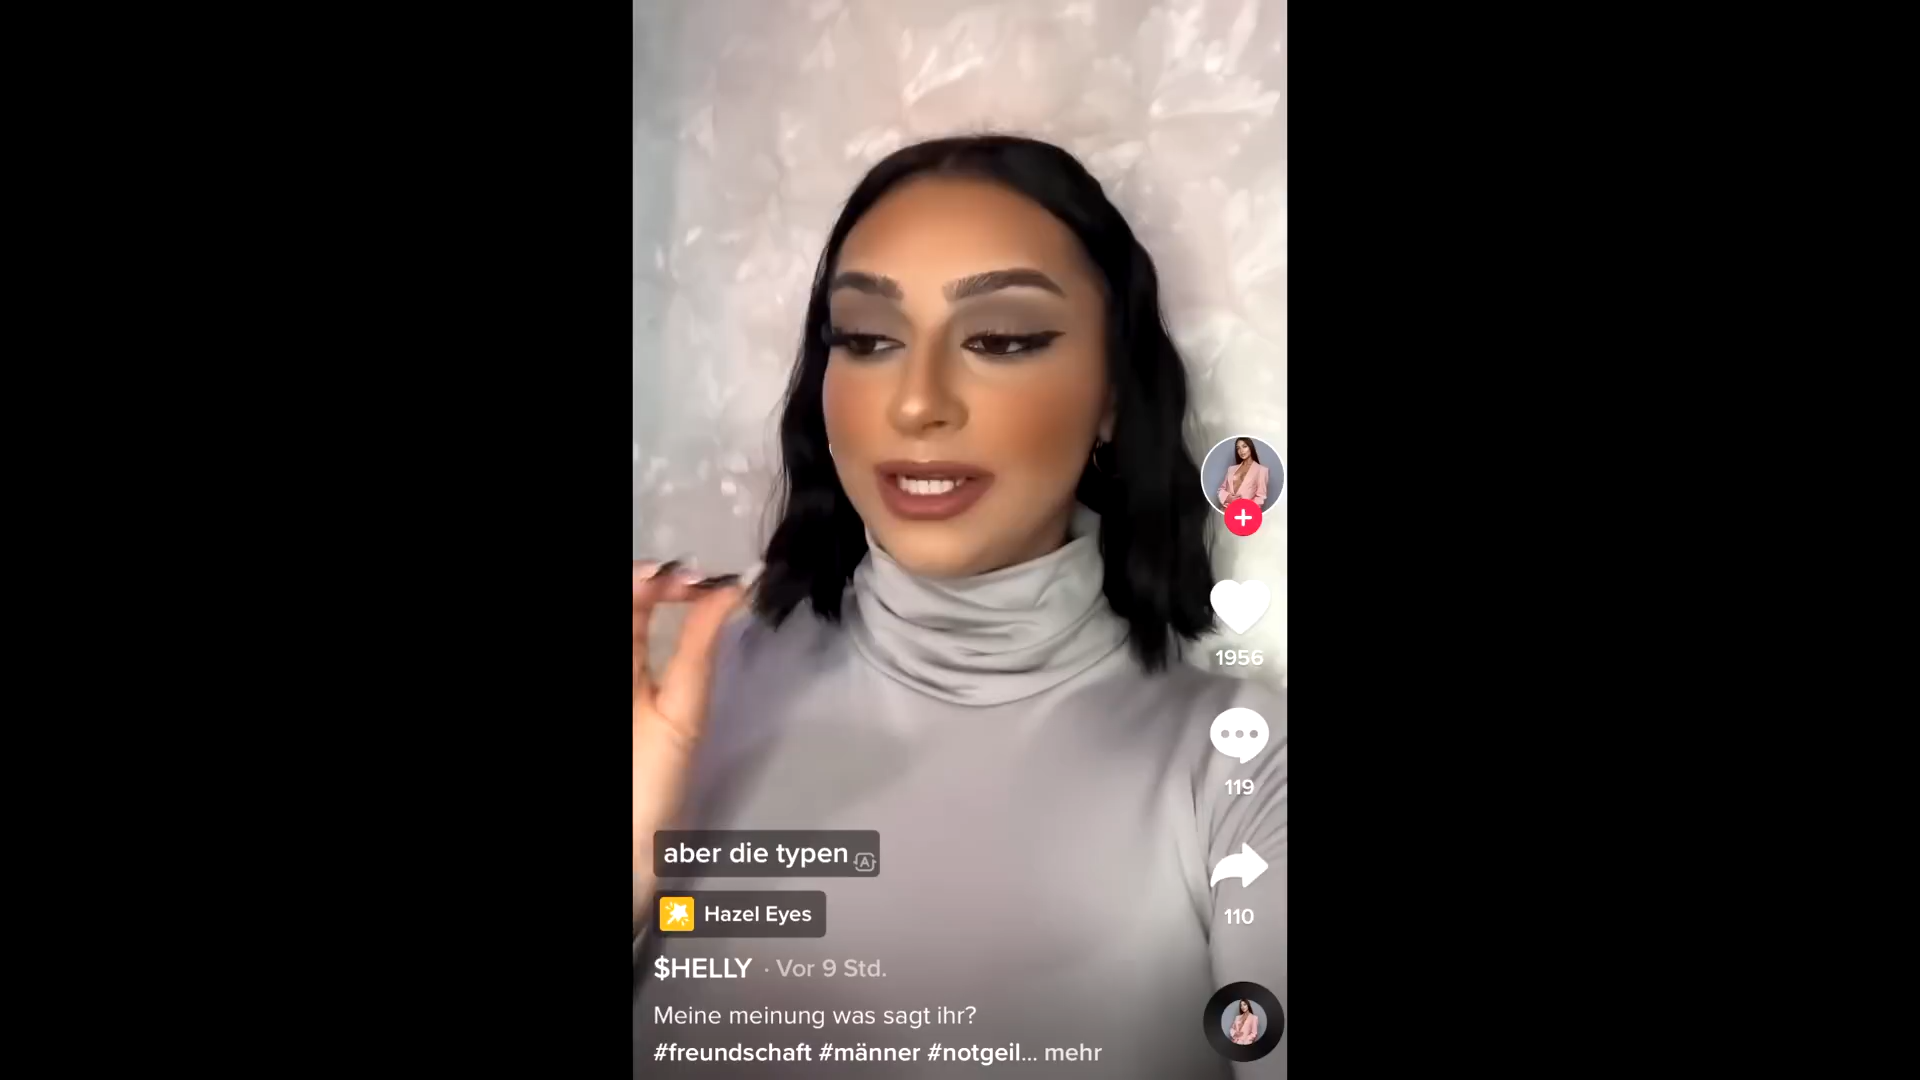 1956
119
aber die typen
Hazel Eyes
110
$HELLY · Vor 9 Std.
Meine meinung was sagt ihr?
#freundschaft #männer #notgeil... mehr